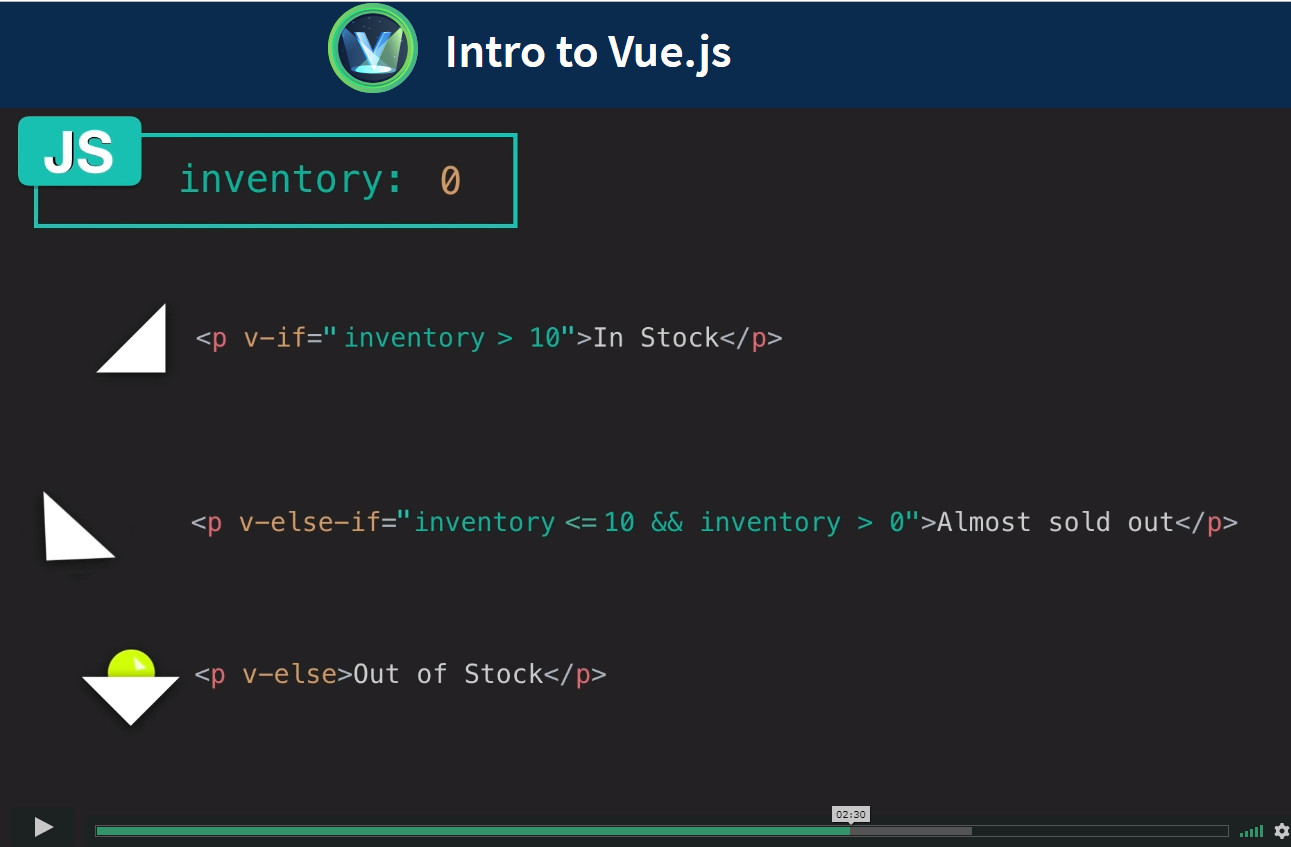 Intro to Vue.js
JS
inventory: 0
<p v-if="inventory > 10">In Stock</p>
<p v-else-if="inventory <= 10 && inventory > 0">Almost sold out</p>
<p v-else>Out of Stock</p>
02:30